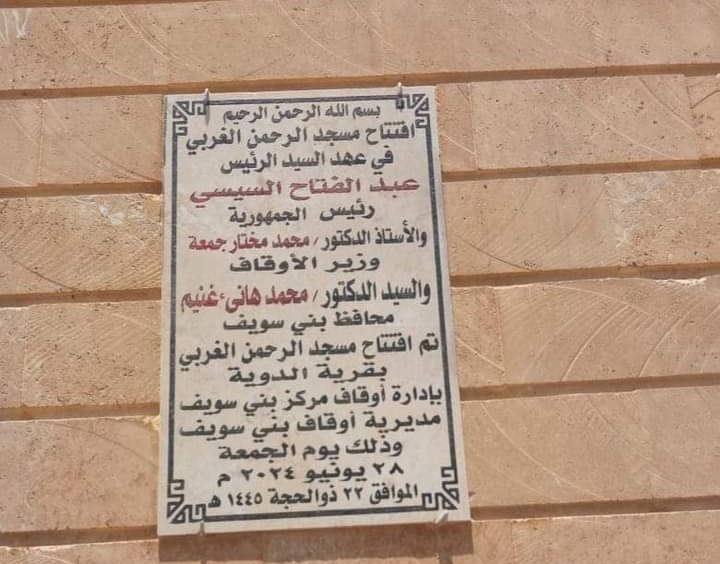 بسم الله الرحمن الرحيم
افتتاح مسجد الرحمن الغربي
في عهد السيد الرئيس
عبد الفتاح السيسي
رئيس الجمهورية
والأستاذ الدكتور / محمد مختار جمعة
وزير الأوقاف
والسيد الدكتور / محمد هانىء غنيم
محافظ بني سويف
تم افتتاح مسجد الرحمن الغربي
بقرية الدوية
بإدارة أوقاف مركز بني سويف
مديرية أوقاف بني سويف
وذلك يوم الجمعة
٢٨ يونيو ٢٠٢٤ م
الموافق ٢٢ ذوالحجة ١٤٤٥ هـ